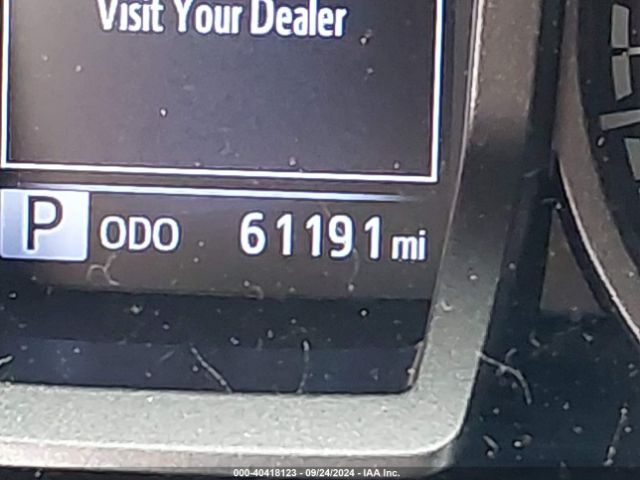 Visit Your Dealer
P ODO 61191 mi
000-40418123 - 09/24/2024 - IAA Inc.